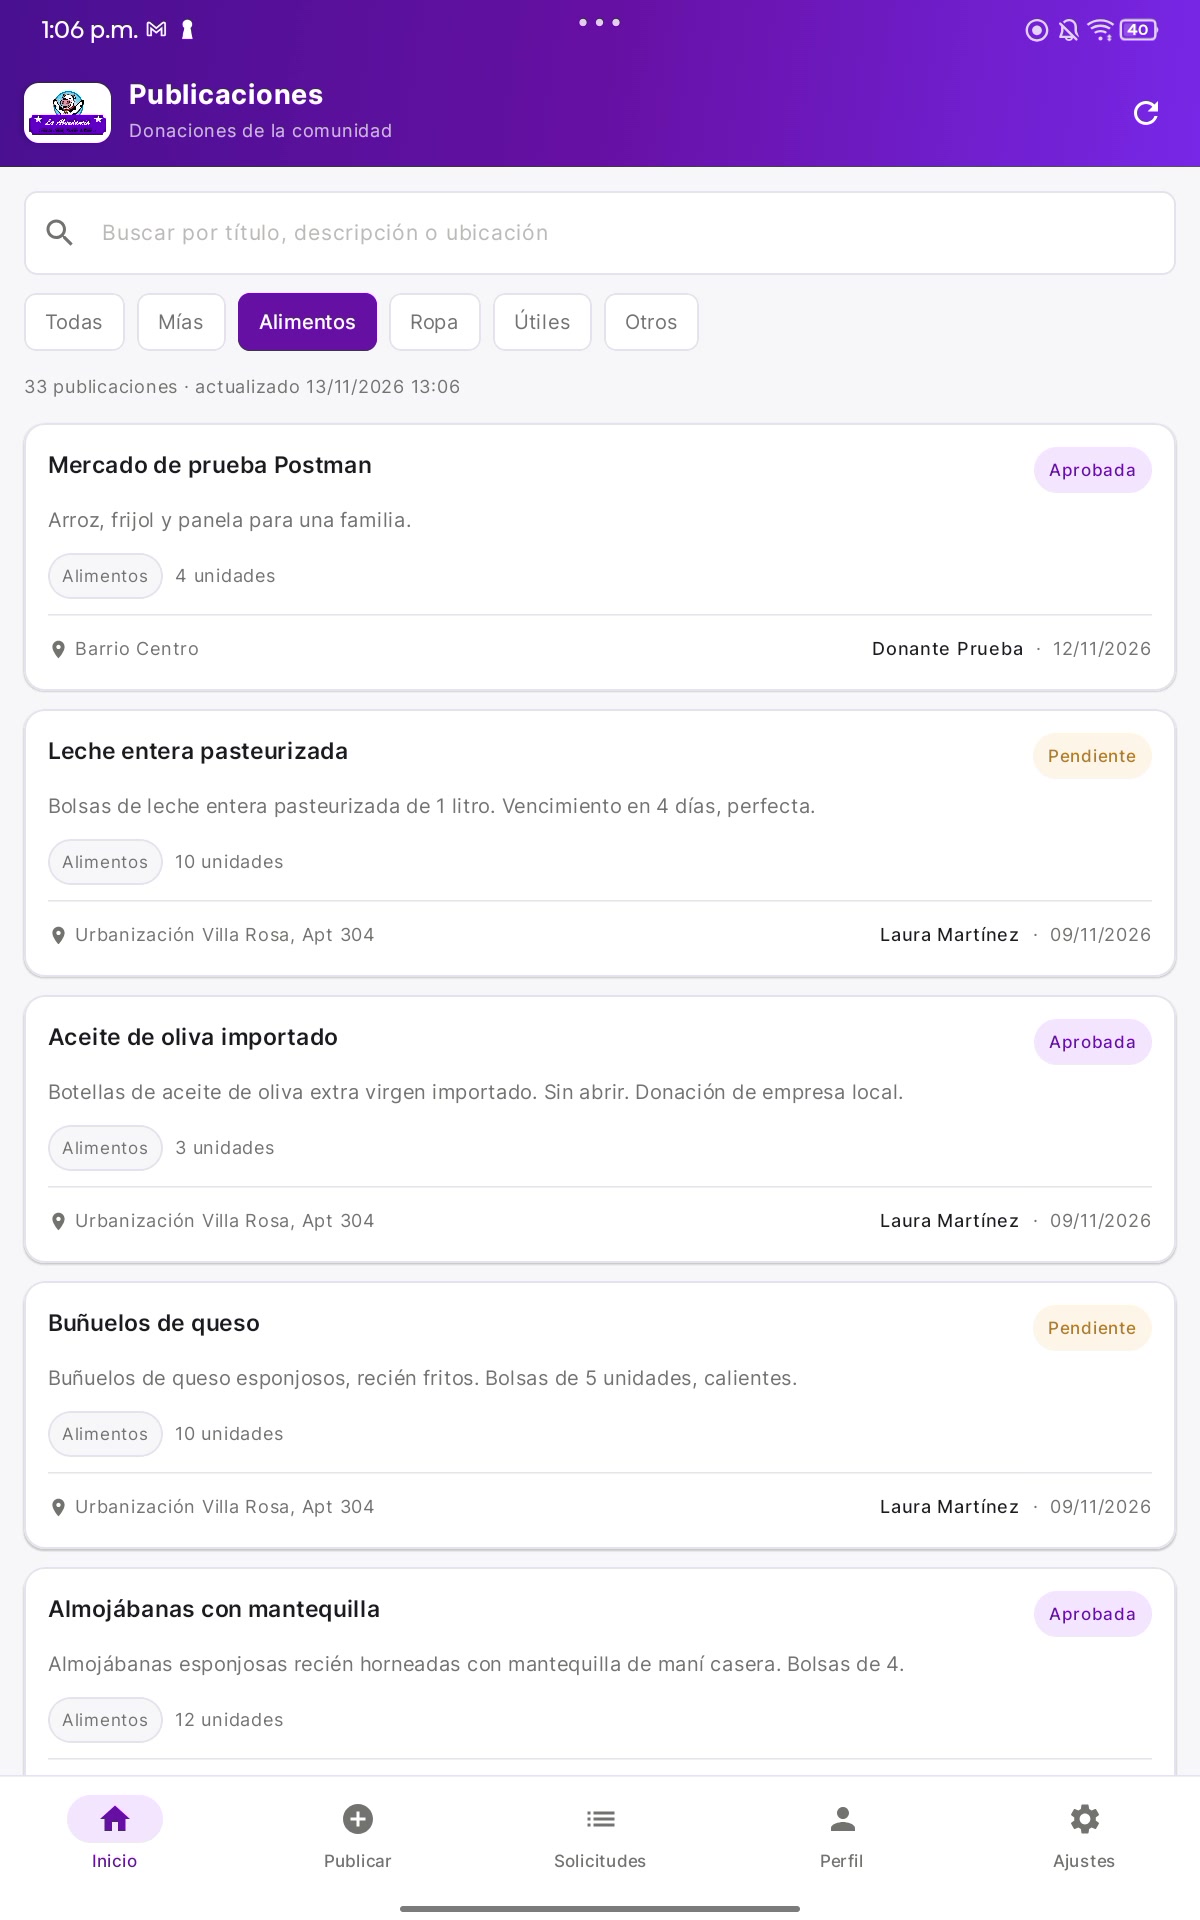 1:06 p.m.
40
Publicaciones
La Abundancia
Donaciones de la comunidad
Buscar por título, descripción o ubicación
Todas Mías Alimentos Ropa Útiles Otros
33 publicaciones · actualizado 13/11/2026 13:06
Mercado de prueba Postman
Aprobada
Arroz, frijol y panela para una familia.
Alimentos 4 unidades
Barrio Centro Donante Prueba · 12/11/2026
Leche entera pasteurizada
Pendiente
Bolsas de leche entera pasteurizada de 1 litro. Vencimiento en 4 días, perfecta.
Alimentos 10 unidades
Urbanización Villa Rosa, Apt 304 Laura Martínez · 09/11/2026
Aceite de oliva importado
Aprobada
Botellas de aceite de oliva extra virgen importado. Sin abrir. Donación de empresa local.
Alimentos 3 unidades
Urbanización Villa Rosa, Apt 304 Laura Martínez · 09/11/2026
Buñuelos de queso
Pendiente
Buñuelos de queso esponjosos, recién fritos. Bolsas de 5 unidades, calientes.
Alimentos 10 unidades
Urbanización Villa Rosa, Apt 304 Laura Martínez · 09/11/2026
Almojábanas con mantequilla
Aprobada
Almojábanas esponjosas recién horneadas con mantequilla de maní casera. Bolsas de 4.
Alimentos 12 unidades
Inicio Publicar Solicitudes Perfil Ajustes